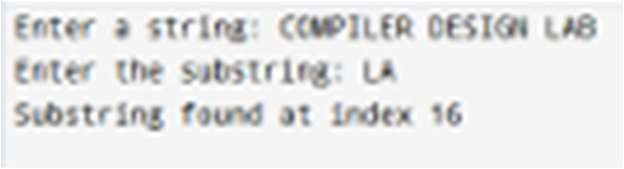 Enter a string: COMPILER DESIGN LAB
Enter the substring: LA
Substring found at index 16